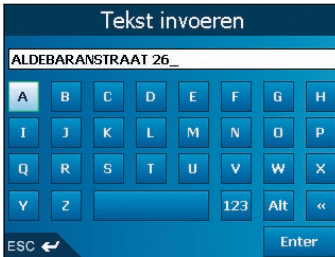 Tekst invoeren
ALDEBARANSTRAAT 26_
A B C D E F G H
I J K L M N O P
Q R S T U V W X
Y Z 123 Alt «
ESC Enter